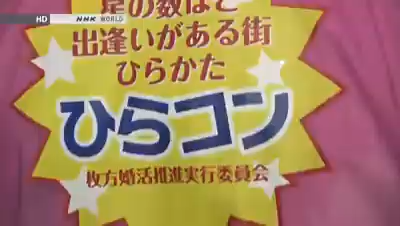 HD NHK WORLD
星の数ほど
出逢いがある街
ひらかた
ひらコン
枚方婚活推進実行委員会